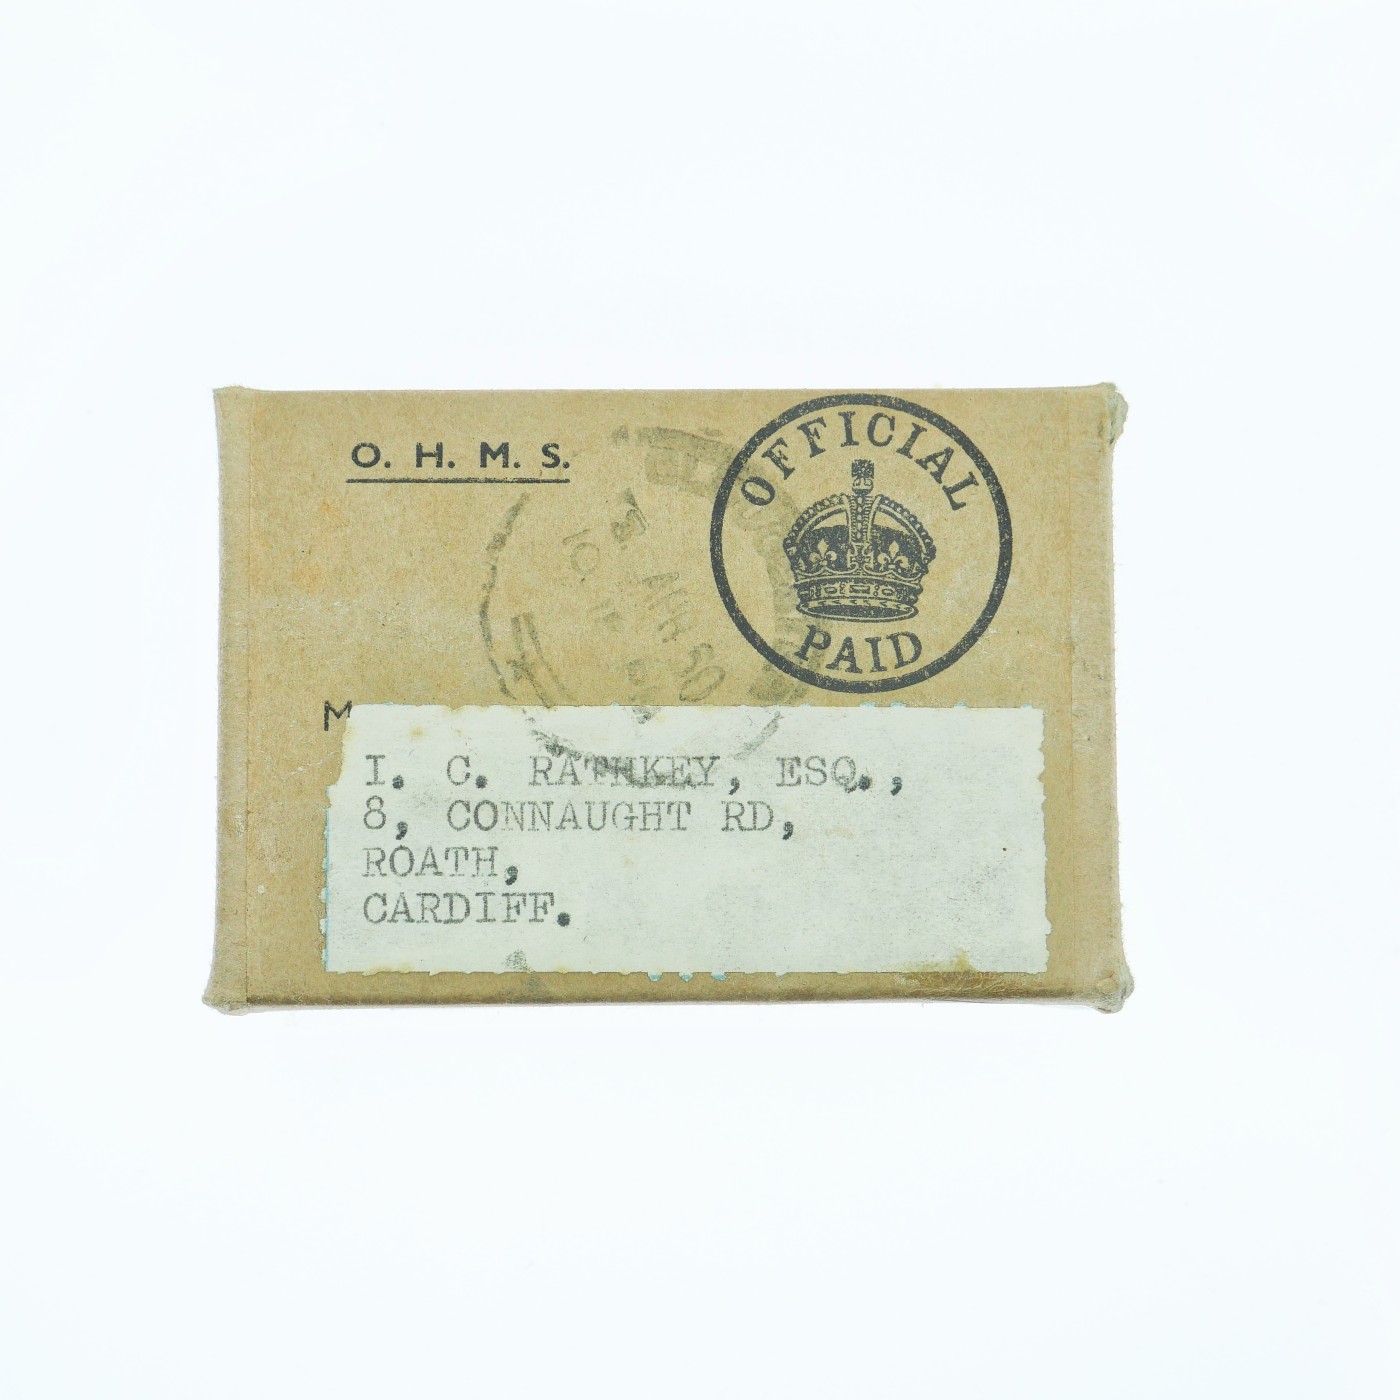 O. H. M. S.
OFFICIAL
PAID
M
I. C. RATHKEY, ESQ.,
8, CONNAUGHT RD,
ROATH,
CARDIFF.